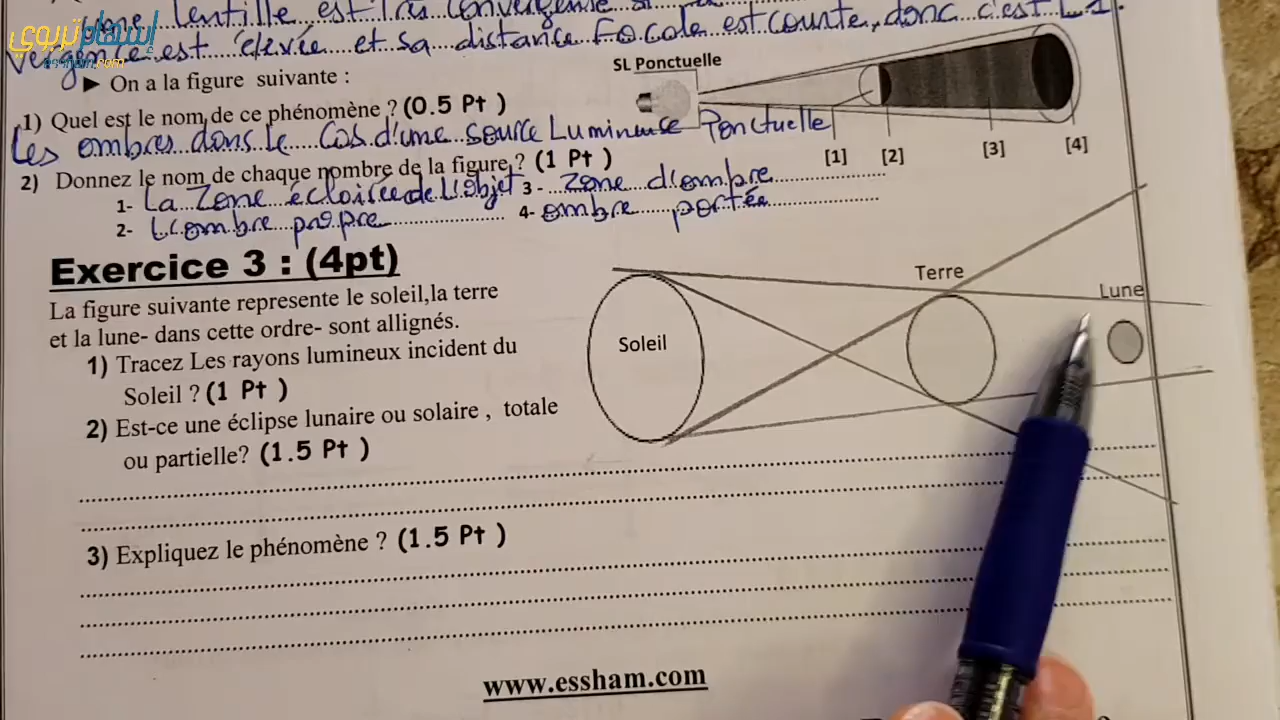 une lentille est très convergente si sa
vergence est élevée et sa distance focale est courte, donc c'est L1.
إسهام تربوي
essham.com
► On a la figure suivante :
SL Ponctuelle
1) Quel est le nom de ce phénomène ? (0.5 Pt )
Les ombres dans le cas d'une source Lumineuse Ponctuelle
[1] [2] [3] [4]
2) Donnez le nom de chaque nombre de la figure ? (1 Pt )
1- La zone éclairée de l'objet 3 - Zone d'ombre
2- L'ombre propre 4- ombre portée
Exercice 3 : (4pt)
La figure suivante represente le soleil,la terre
et la lune- dans cette ordre- sont allignés.
1) Tracez Les rayons lumineux incident du
Soleil ? (1 Pt )
2) Est-ce une éclipse lunaire ou solaire , totale
ou partielle? (1.5 Pt )
Soleil
Terre
Lune
3) Expliquez le phénomène ? (1.5 Pt )
www.essham.com